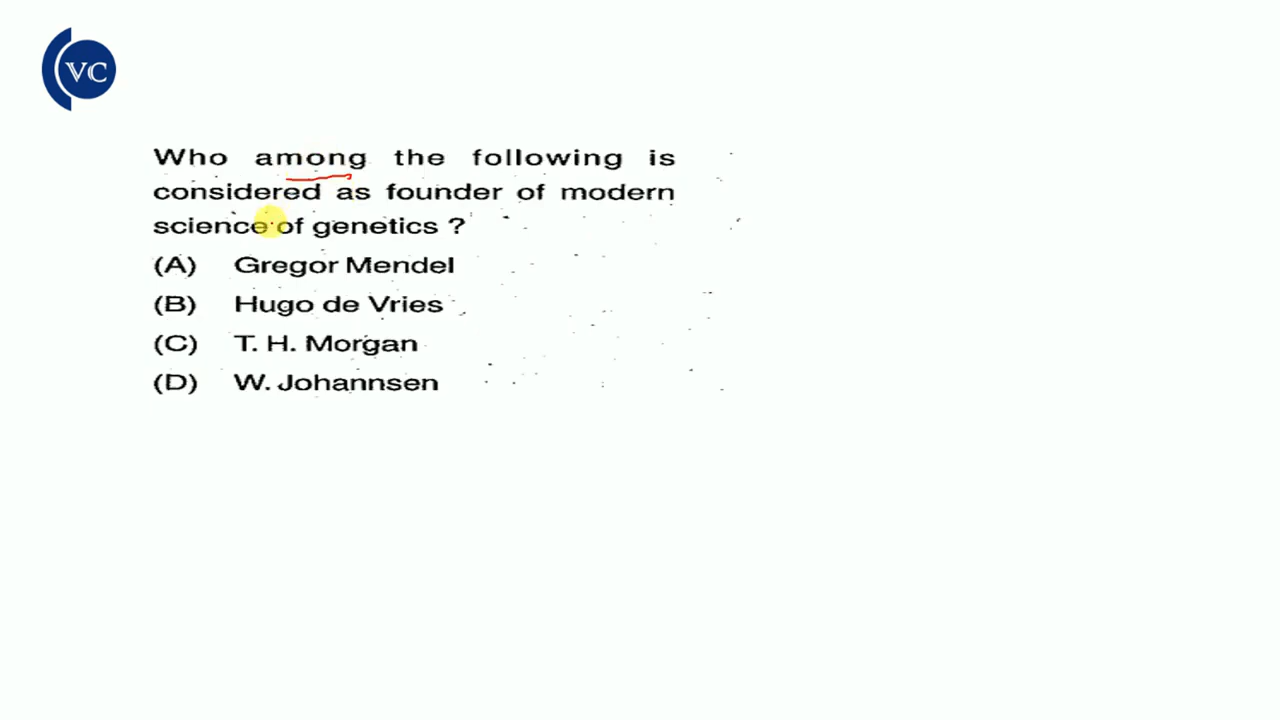 VC
Who among the following is
considered as founder of modern
science of genetics ?
(A) Gregor Mendel
(B) Hugo de Vries
(C) T. H. Morgan
(D) W. Johannsen